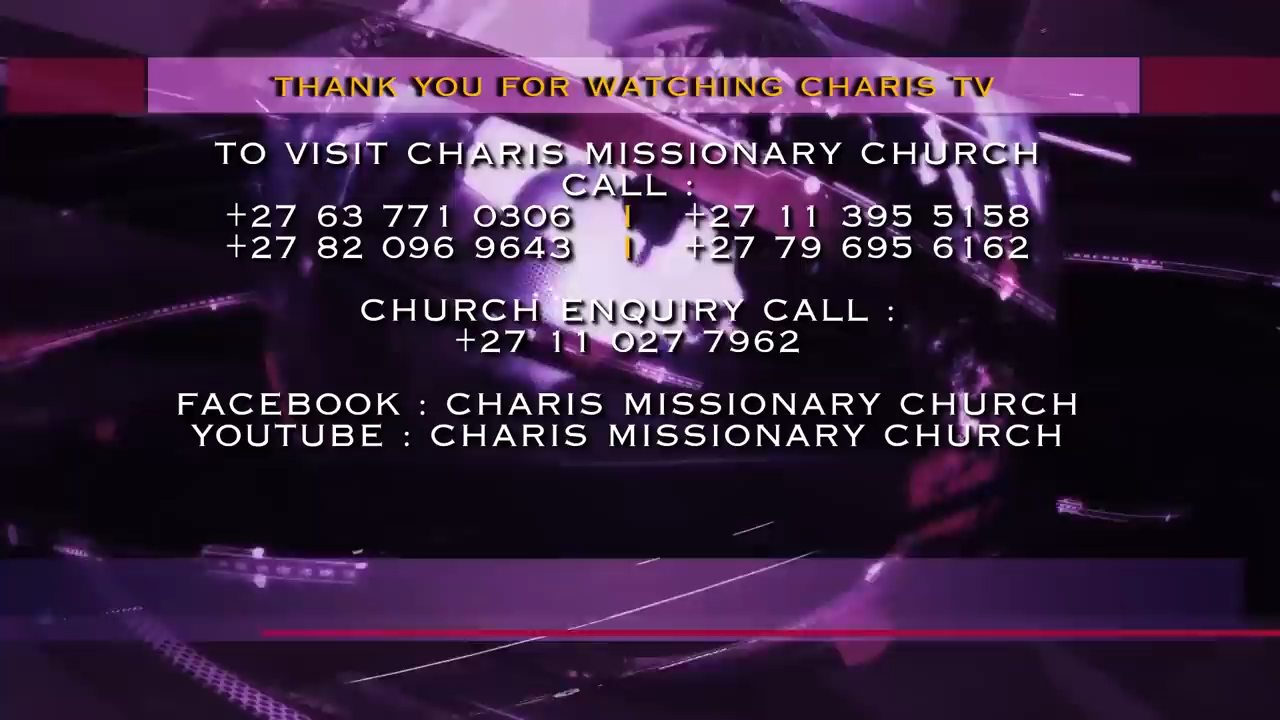 THANK YOU FOR WATCHING CHARIS TV
TO VISIT CHARIS MISSIONARY CHURCH
CALL :
+27 63 771 0306 | +27 11 395 5158
+27 82 096 9643 | +27 79 695 6162
CHURCH ENQUIRY CALL :
+27 11 027 7962
FACEBOOK : CHARIS MISSIONARY CHURCH
YOUTUBE : CHARIS MISSIONARY CHURCH